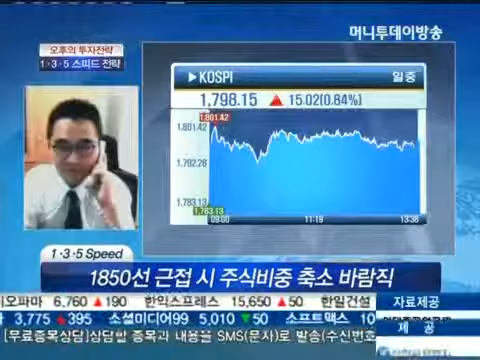 머니투데이방송
오후의 투자전략
1·3·5 스피드 전략
▶KOSPI 일중
1,798.15 ▲ 15.02(0.84%)
1,801.42
1,801.42
1,792.28
1,783.13
1,783.13
09:00 11:19 13:38
1·3·5 Speed
1850선 근접 시 주식비중 축소 바람직
이오파마 6,760 ▲190 한익스프레스 15,650 ▲50 한일건설
자료제공
3,775 ▲395 소셜미디어99 5,010 ▼50 소프트맥스
제 공
[무료종목상담]상담할 종목과 내용을 SMS(문자)로 발송(수신번호